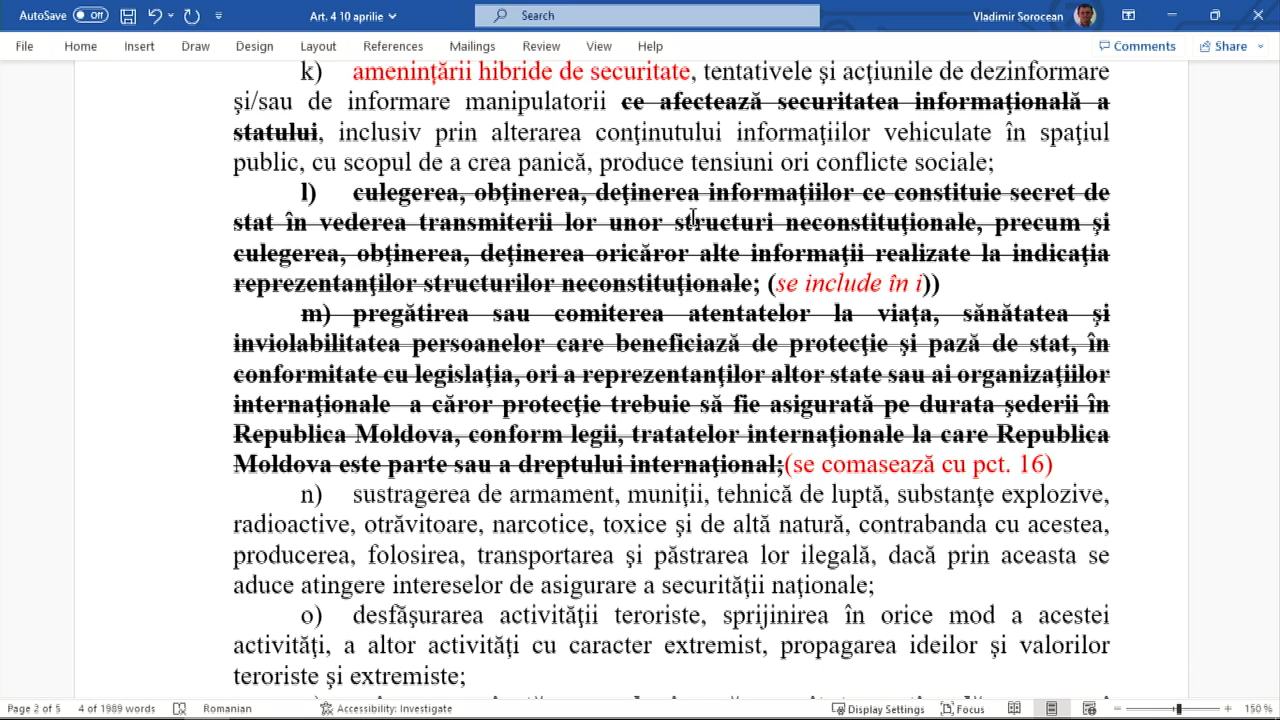 AutoSave Off Art. 4 10 aprilie Search Vladimir Sorocean
File Home Insert Draw Design Layout References Mailings Review View Help Comments Share
k) amenințării hibride de securitate, tentativele şi acţiunile de dezinformare
şi/sau de informare manipulatorii ce afectează securitatea informaţională a
statului, inclusiv prin alterarea conţinutului informaţiilor vehiculate în spaţiul
public, cu scopul de a crea panică, produce tensiuni ori conflicte sociale;
l) culegerea, obţinerea, deţinerea informaţiilor ce constituie secret de
stat în vederea transmiterii lor unor structuri neconstituţionale, precum şi
culegerea, obţinerea, deţinerea oricăror alte informaţii realizate la indicaţia
reprezentanţilor structurilor neconstituţionale; (se include în i))
m) pregătirea sau comiterea atentatelor la viaţa, sănătatea şi
inviolabilitatea persoanelor care beneficiază de protecţie şi pază de stat, în
conformitate cu legislaţia, ori a reprezentanţilor altor state sau ai organizaţiilor
internaţionale a căror protecţie trebuie să fie asigurată pe durata şederii în
Republica Moldova, conform legii, tratatelor internaţionale la care Republica
Moldova este parte sau a dreptului internaţional;(se comasează cu pct. 16)
n) sustragerea de armament, muniții, tehnică de luptă, substanțe explozive,
radioactive, otrăvitoare, narcotice, toxice şi de altă natură, contrabanda cu acestea,
producerea, folosirea, transportarea şi păstrarea lor ilegală, dacă prin aceasta se
aduce atingere intereselor de asigurare a securităţii naţionale;
o) desfăşurarea activităţii teroriste, sprijinirea în orice mod a acestei
activităţi, a altor activităţi cu caracter extremist, propagarea ideilor şi valorilor
teroriste şi extremiste;
Page 2 of 5 4 of 1989 words Romanian Accessibility: Investigate Display Settings Focus 150 %